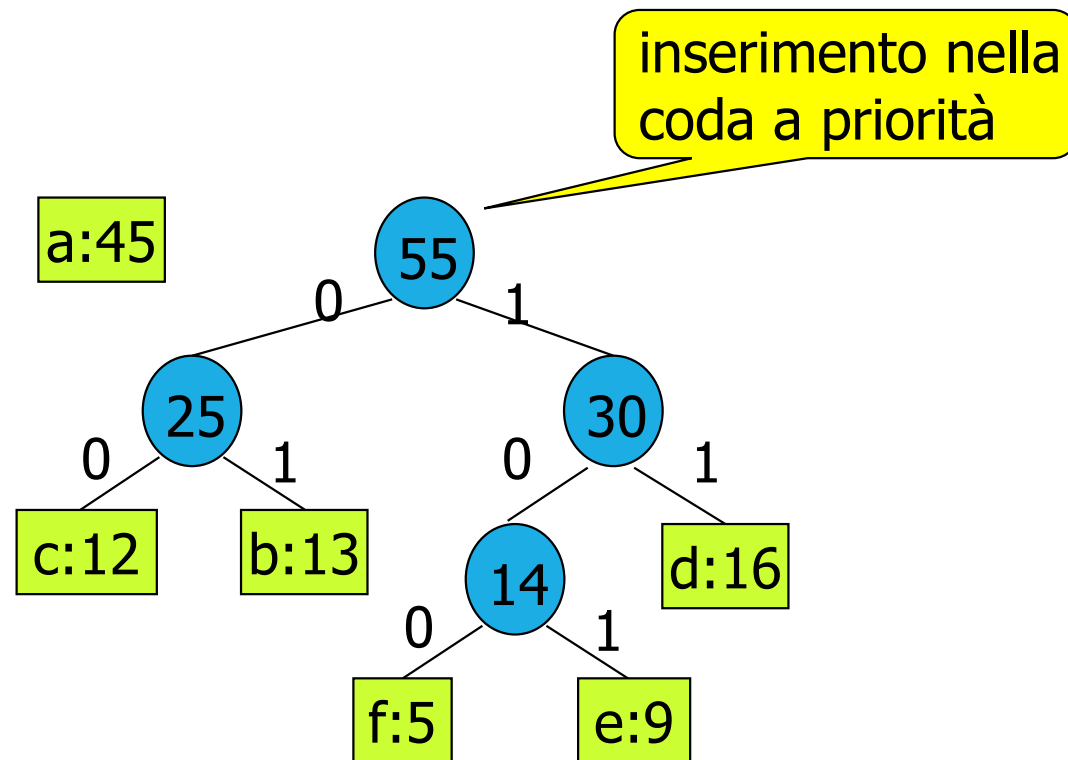 inserimento nella
coda a priorità
a:45
55
0 1
25 30
0 1 0 1
c:12 b:13 14 d:16
0 1
f:5 e:9